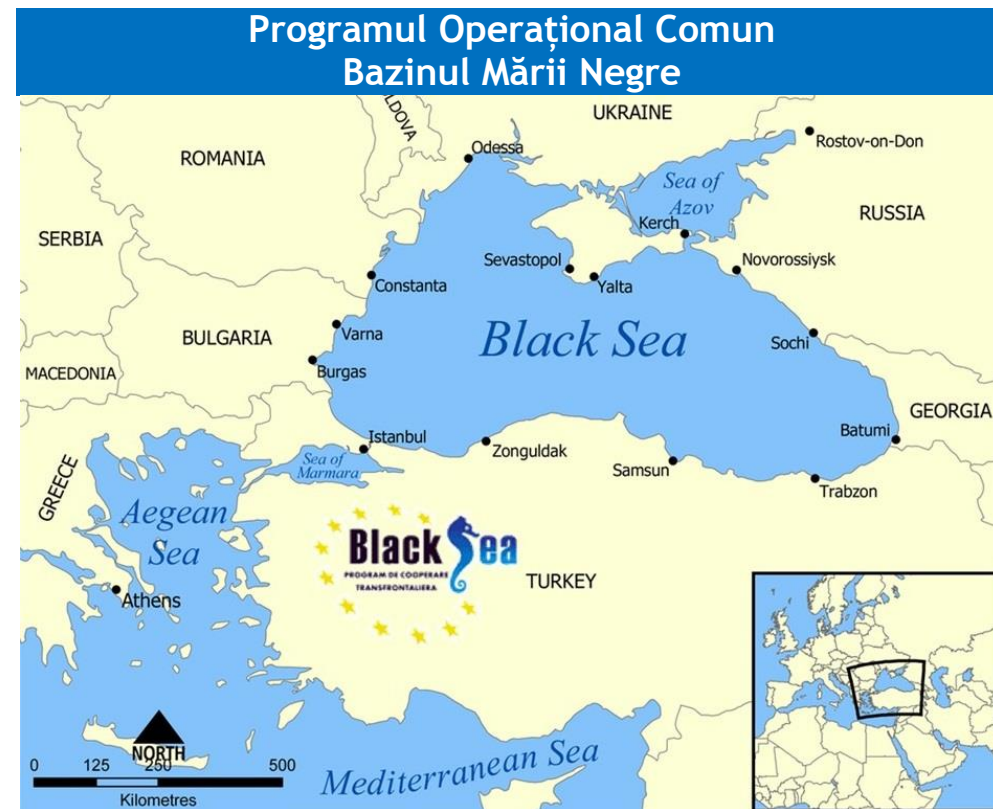 Programul Operațional Comun
Bazinul Mării Negre
LDOVA
UKRAINE
Rostov-on-Don
Odessa
ROMANIA
Sea of
Azov
RUSSIA
Kerch
SERBIA
Sevastopol
Novorossiysk
Yalta
Constanta
Varna
Black Sea
BULGARIA
Sochi
Burgas
MACEDONIA
GEORGIA
Batumi
Istanbul
Zonguldak
Sea of
Marmara
Samsun
Trabzon
GREECE
Aegean
Sea
Black Sea
PROGRAM DE COOPERARE
TRANSFRONTALIERA
TURKEY
Athens
NORTH
0 125 250 500
Kilometres
Mediterranean Sea